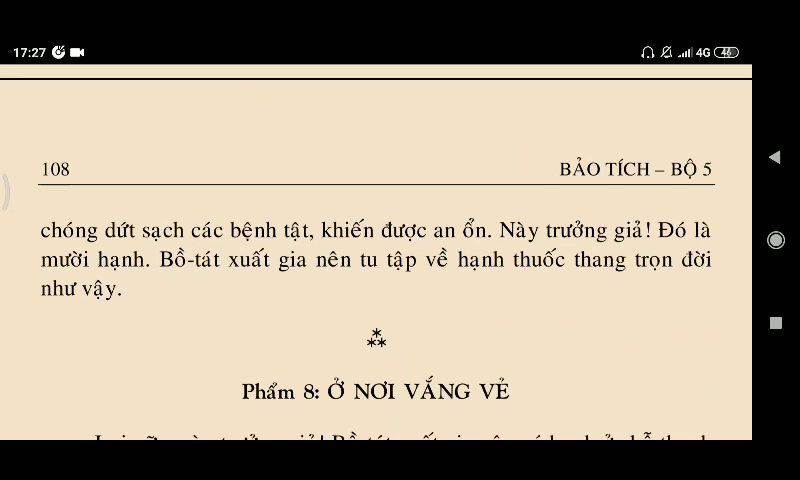 17:27
4G 46
108 BẢO TÍCH – BỘ 5
chóng dứt sạch các bệnh tật, khiến được an ổn. Này trưởng giả! Đó là
mười hạnh. Bồ-tát xuất gia nên tu tập về hạnh thuốc thang trọn đời
như vậy.
Phẩm 8: Ở NƠI VẮNG VẺ